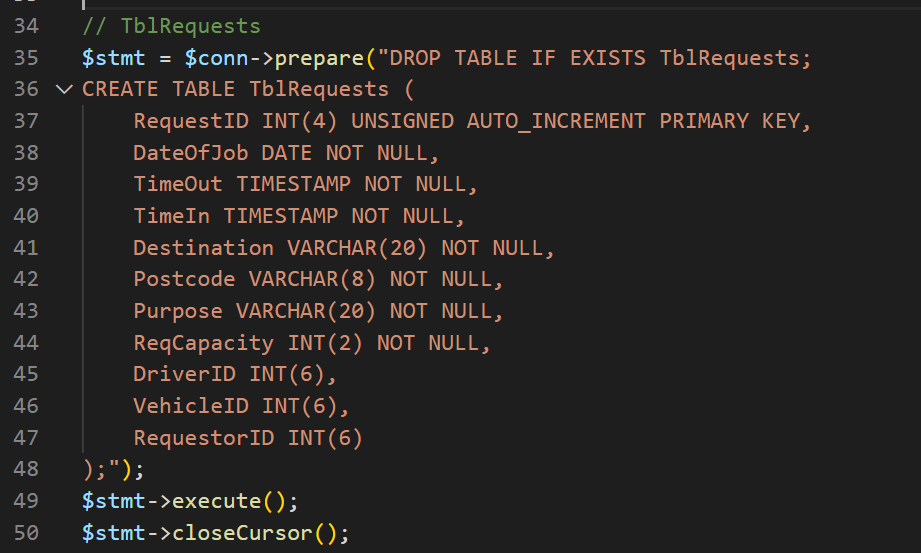 34 // TblRequests
35 $stmt = $conn->prepare("DROP TABLE IF EXISTS TblRequests;
36 CREATE TABLE TblRequests (
37     RequestID INT(4) UNSIGNED AUTO_INCREMENT PRIMARY KEY,
38     DateOfJob DATE NOT NULL,
39     TimeOut TIMESTAMP NOT NULL,
40     TimeIn TIMESTAMP NOT NULL,
41     Destination VARCHAR(20) NOT NULL,
42     Postcode VARCHAR(8) NOT NULL,
43     Purpose VARCHAR(20) NOT NULL,
44     ReqCapacity INT(2) NOT NULL,
45     DriverID INT(6),
46     VehicleID INT(6),
47     RequestorID INT(6)
48 );");
49 $stmt->execute();
50 $stmt->closeCursor();